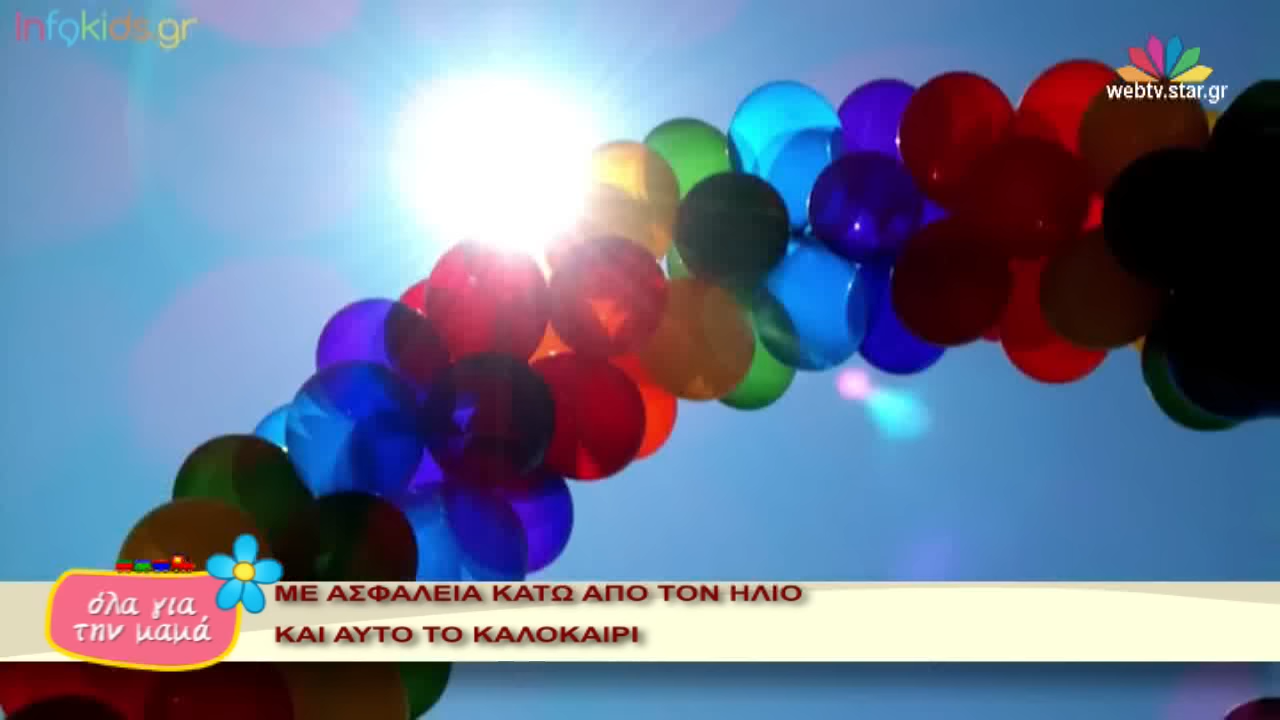 Infokids.gr
webtv.star.gr
όλα για
την μαμά
ΜΕ ΑΣΦΑΛΕΙΑ ΚΑΤΩ ΑΠΟ ΤΟΝ ΗΛΙΟ
ΚΑΙ ΑΥΤΟ ΤΟ ΚΑΛΟΚΑΙΡΙ